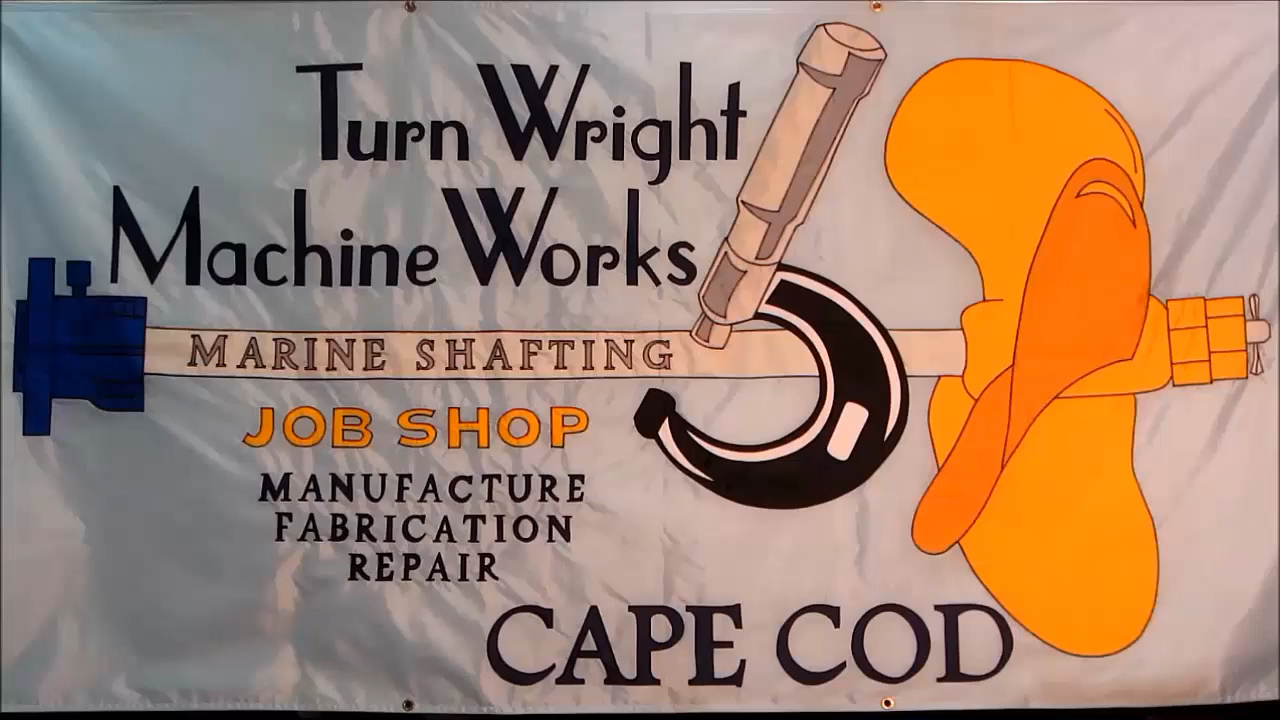 Turn Wright
Machine Works
MARINE SHAFTING
JOB SHOP
MANUFACTURE
FABRICATION
REPAIR
CAPE COD